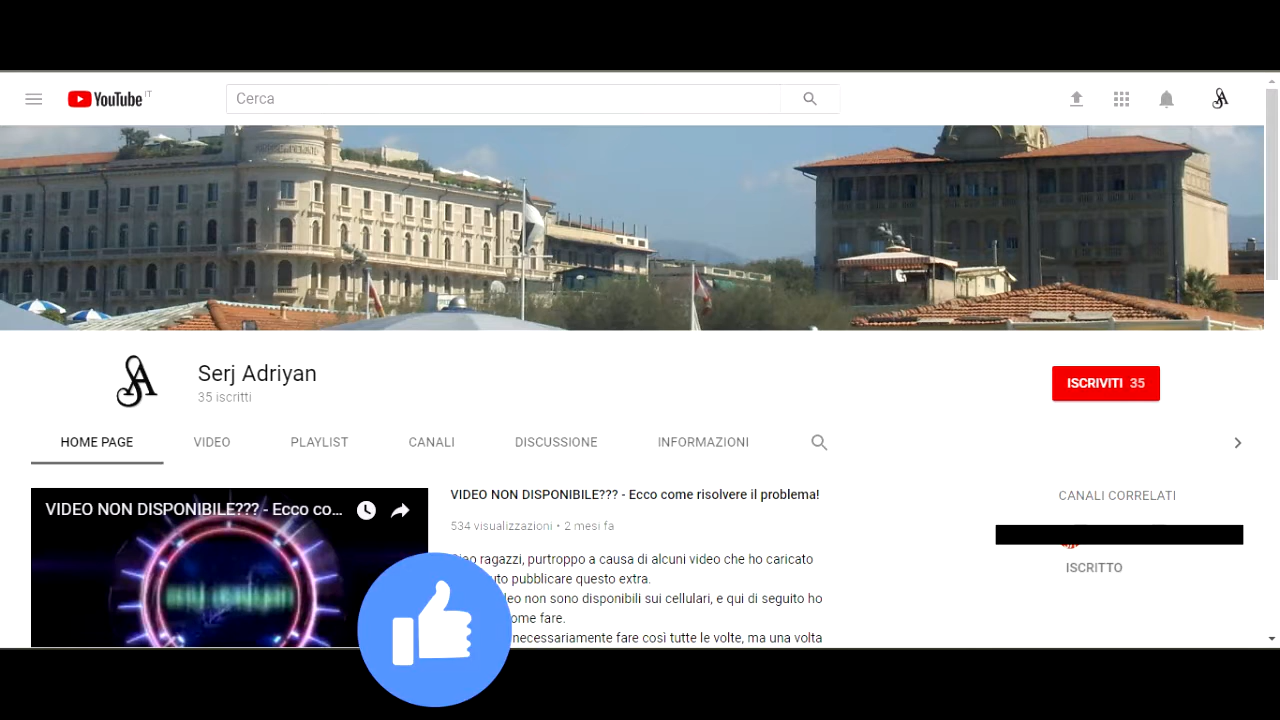 YouTube IT
Cerca
Serj Adriyan
35 iscritti
ISCRIVITI 35
HOME PAGE
VIDEO
PLAYLIST
CANALI
DISCUSSIONE
INFORMAZIONI
VIDEO NON DISPONIBILE??? - Ecco co...
VIDEO NON DISPONIBILE??? - Ecco come risolvere il problema!
534 visualizzazioni • 2 mesi fa
ragazzi, purtroppo a causa di alcuni video che ho caricato
pubblicare questo extra.
non sono disponibili sui cellulari, e qui di seguito ho
fare.
necessariamente fare così tutte le volte, ma una volta
CANALI CORRELATI
ISCRITTO